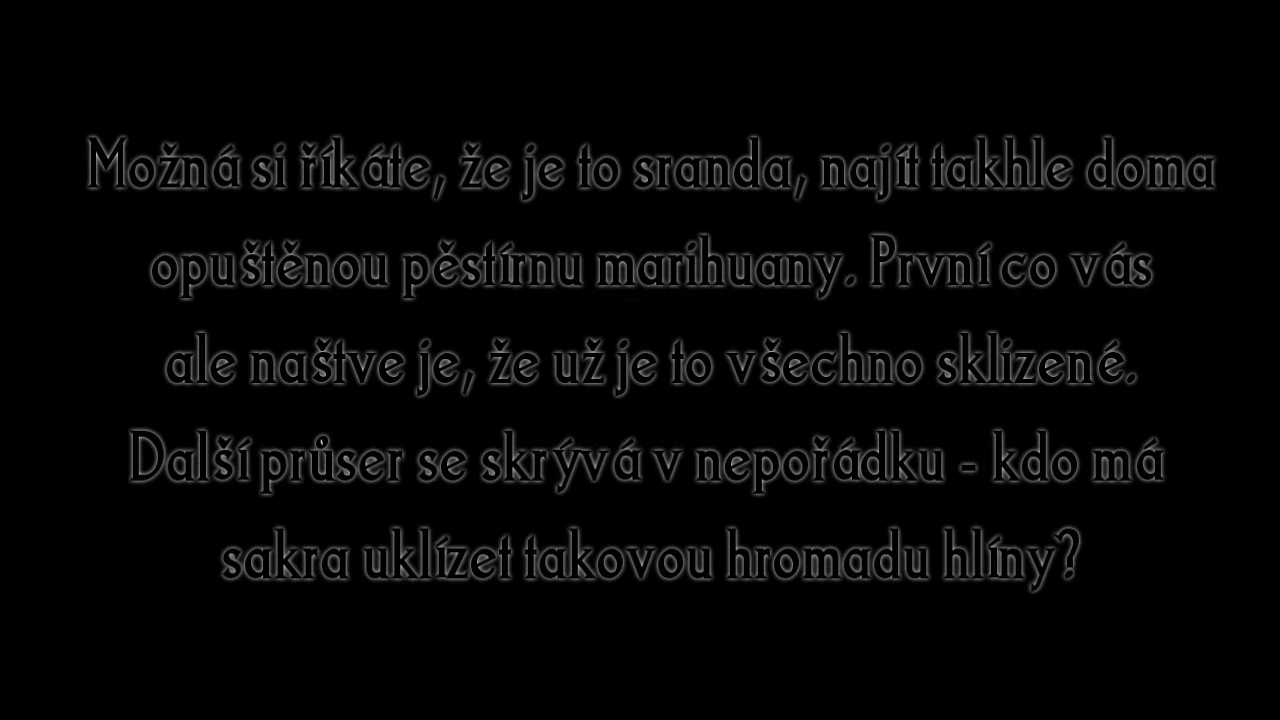 Možná si říkáte, že je to sranda, najít takhle doma
opuštěnou pěstírnu marihuany. První co vás
ale naštve je, že už je to všechno sklizené.
Další průser se skrývá v nepořádku - kdo má
sakra uklízet takovou hromadu hlíny?